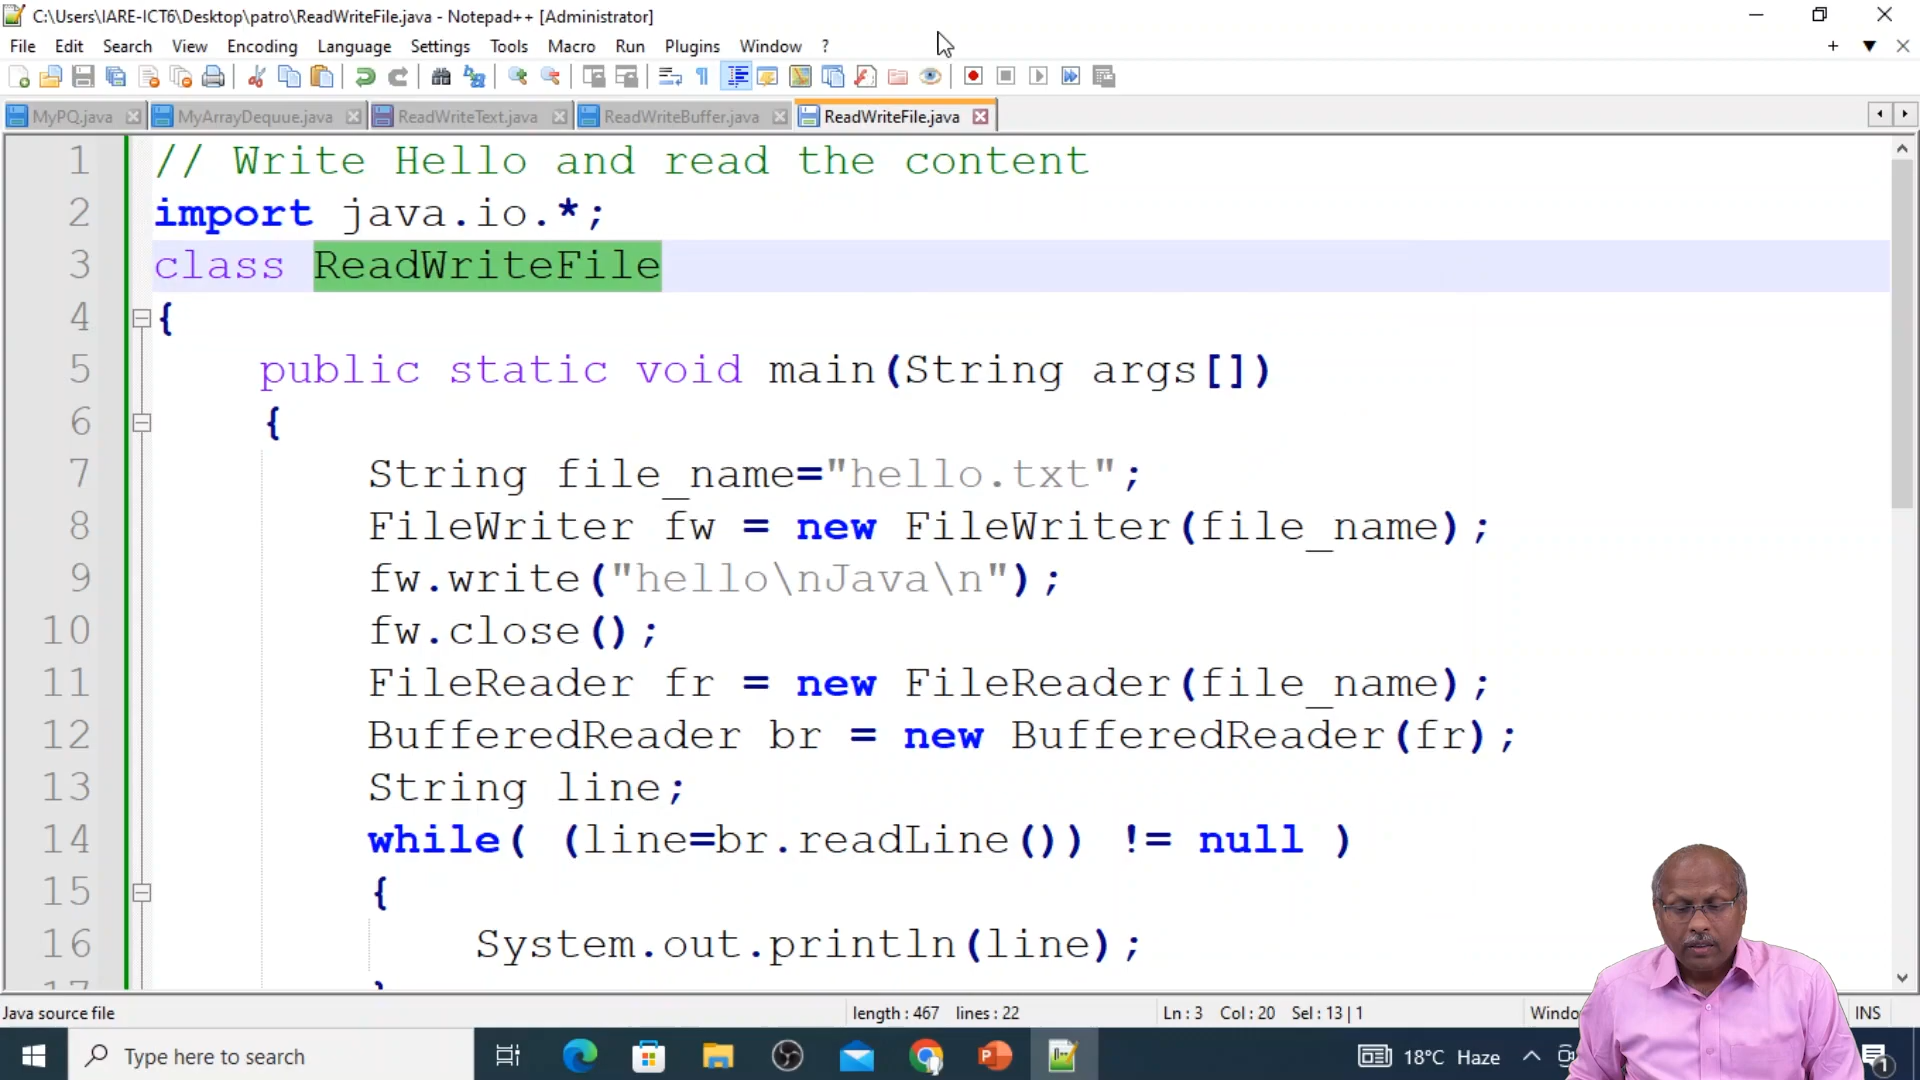 C:\Users\IARE-ICT6\Desktop\patro\ReadWriteFile.java - Notepad++ [Administrator]
File Edit Search View Encoding Language Settings Tools Macro Run Plugins Window ?
MyPQ.java MyArrayDequue.java ReadWriteText.java ReadWriteBuffer.java ReadWriteFile.java
1 // Write Hello and read the content
2 import java.io.*;
3 class ReadWriteFile
4 {
5 public static void main(String args[])
6 {
7 String file_name="hello.txt";
8 FileWriter fw = new FileWriter(file_name);
9 fw.write("hello\nJava\n");
10 fw.close();
11 FileReader fr = new FileReader(file_name);
12 BufferedReader br = new BufferedReader(fr);
13 String line;
14 while( (line=br.readLine()) != null )
15 {
16 System.out.println(line);
17 }
Java source file length : 467 lines : 22 Ln : 3 Col : 20 Sel : 13 | 1 INS
Type here to search 18°C Haze 1